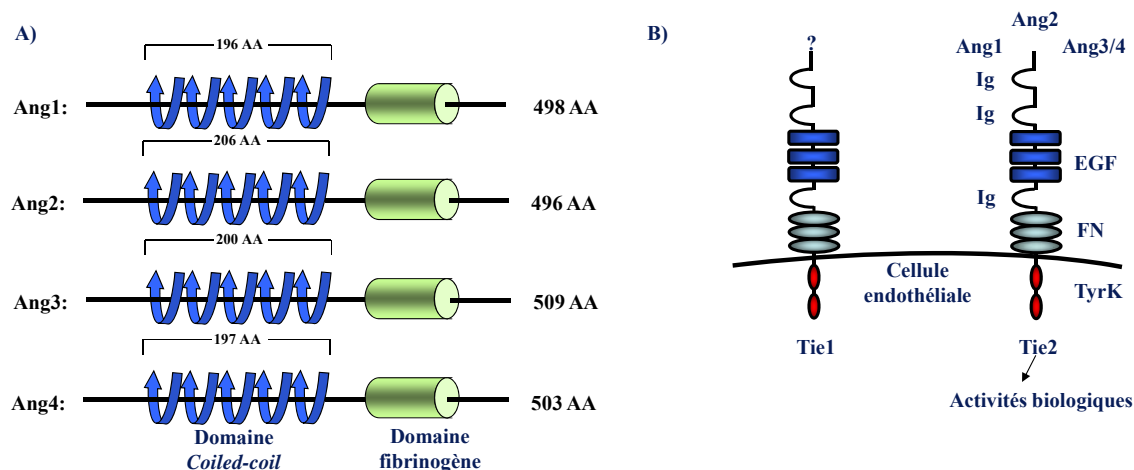 A)
196 AA
Ang1:
498 AA
206 AA
Ang2:
496 AA
200 AA
Ang3:
509 AA
197 AA
Ang4:
503 AA
Domaine
Coiled-coil
Domaine
fibrinogène
B)
?
Ang2
Ang1
Ang3/4
Ig
Ig
EGF
Ig
FN
Cellule
endothéliale
TyrK
Tie1
Tie2
Activités biologiques